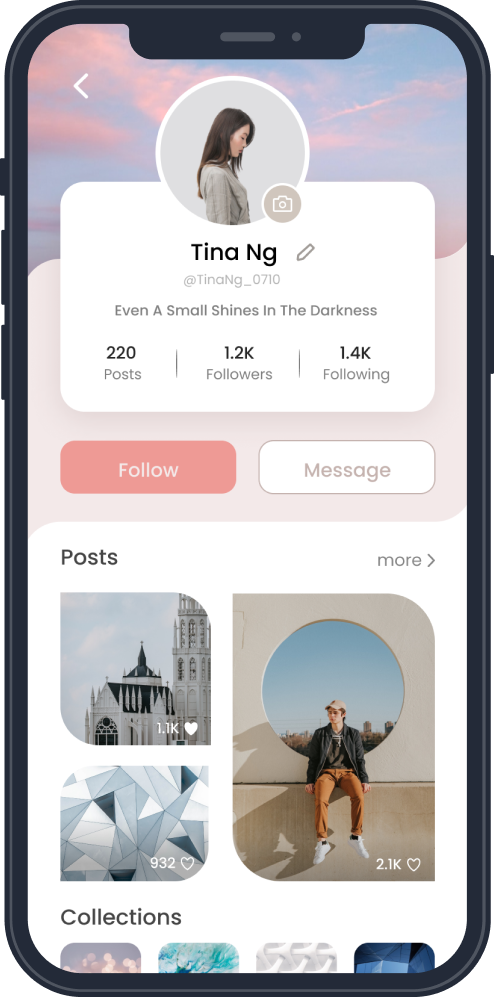 Tina Ng
@TinaNg_0710
Even A Small Shines In The Darkness
220 1.2K 1.4K
Posts Followers Following
Follow Message
Posts more
1.1K
932
2.1K
Collections